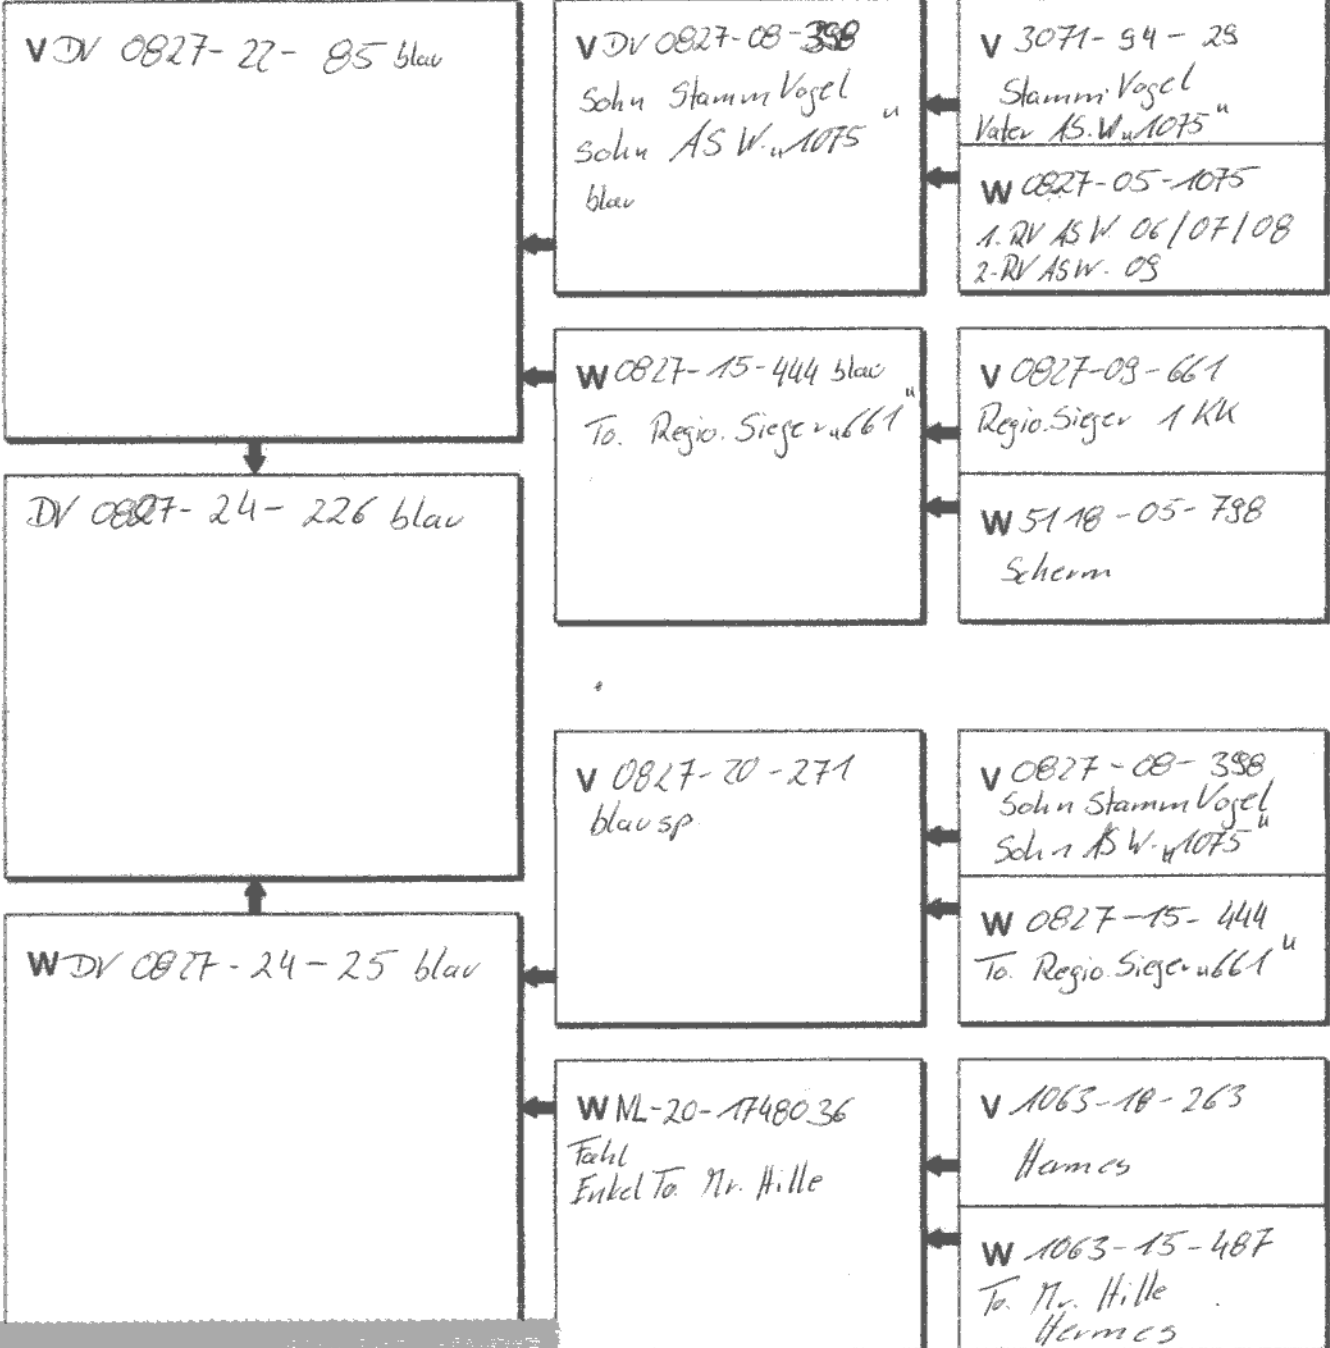 V DV 0827-22-85 blau
DV 0827-24-226 blau
W DV 0827-24-25 blau
V DV 0827-08-398
Sohn Stamm Vogel
Sohn AS W. „1075“
blau
W 0827-15-444 blau
To. Regio. Sieger „661“
V 0827-20-271
blau sp.
W NL-20-1748036
Fahl
Enkel To. Mr. Hille
V 3071-94-29
Stamm Vogel
Vater AS. W „1075“
W 0827-05-1075
1. RV AS W. 06/07/08
2-RV AS W. 09
V 0827-09-661
Regio. Sieger 1 KK
W 5118-05-798
Scherm
V 0827-08-398
Sohn Stamm Vogel
Sohn AS W. „1075“
W 0827-15-444
To. Regio. Sieger „661“
V 1063-18-263
Hermes
W 1063-15-487
To. Mr. Hille
Hermes